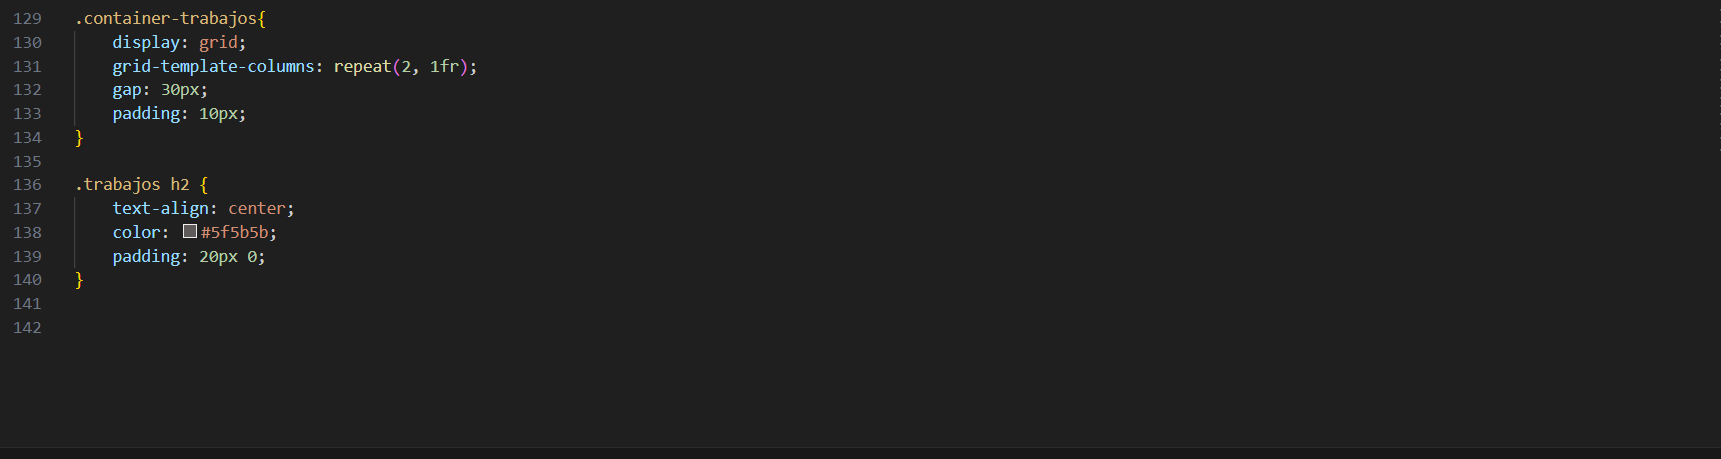 129 .container-trabajos{
130 display: grid;
131 grid-template-columns: repeat(2, 1fr);
132 gap: 30px;
133 padding: 10px;
134 }
135
136 .trabajos h2 {
137 text-align: center;
138 color: #5f5b5b;
139 padding: 20px 0;
140 }
141
142